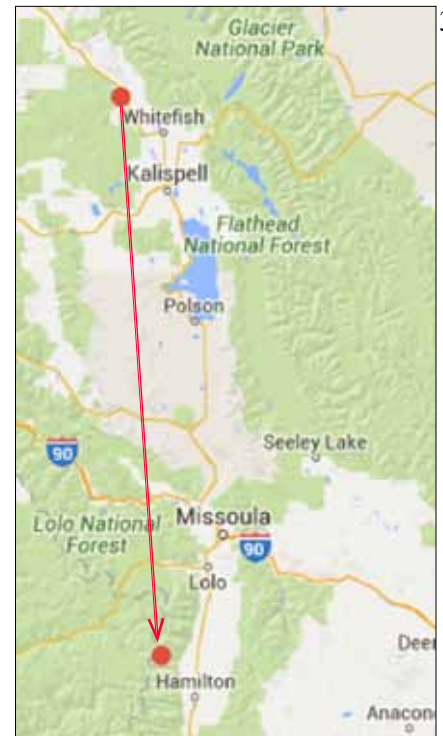 Glacier
National Park
Whitefish
Kalispell
Flathead
National Forest
Polson
Seeley Lake
90
Lolo National
Forest
Missoula
90
Lolo
Hamilton
Deer
Anacon